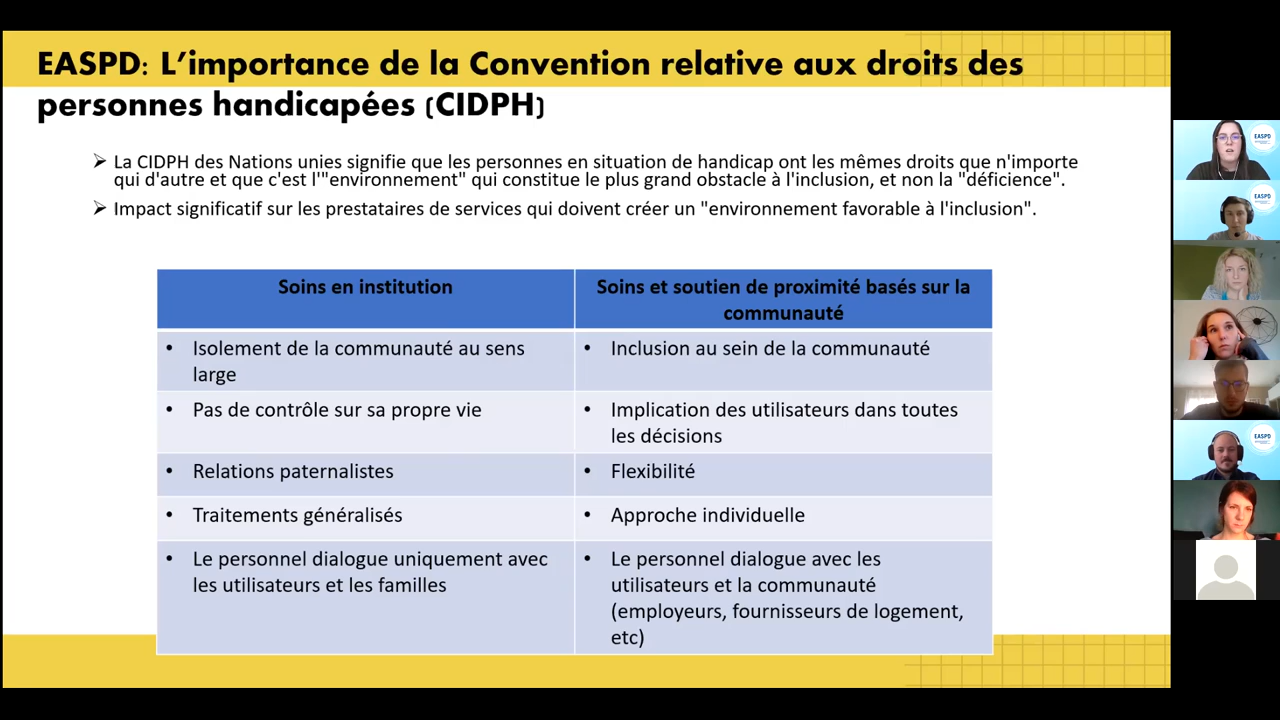 EASPD: L'importance de la Convention relative aux droits des
personnes handicapées (CIDPH)
La CIDPH des Nations unies signifie que les personnes en situation de handicap ont les mêmes droits que n'importe
qui d'autre et que c'est l'"environnement" qui constitue le plus grand obstacle à l'inclusion, et non la "déficience".
Impact significatif sur les prestataires de services qui doivent créer un "environnement favorable à l'inclusion".
Soins en institution
Soins et soutien de proximité basés sur la
communauté
• Isolement de la communauté au sens
large
• Inclusion au sein de la communauté
• Pas de contrôle sur sa propre vie
• Implication des utilisateurs dans toutes
les décisions
• Relations paternalistes
• Flexibilité
• Traitements généralisés
• Approche individuelle
• Le personnel dialogue uniquement avec
les utilisateurs et les familles
• Le personnel dialogue avec les
utilisateurs et la communauté
(employeurs, fournisseurs de logement,
etc)
EASPD
EASPD
EASPD